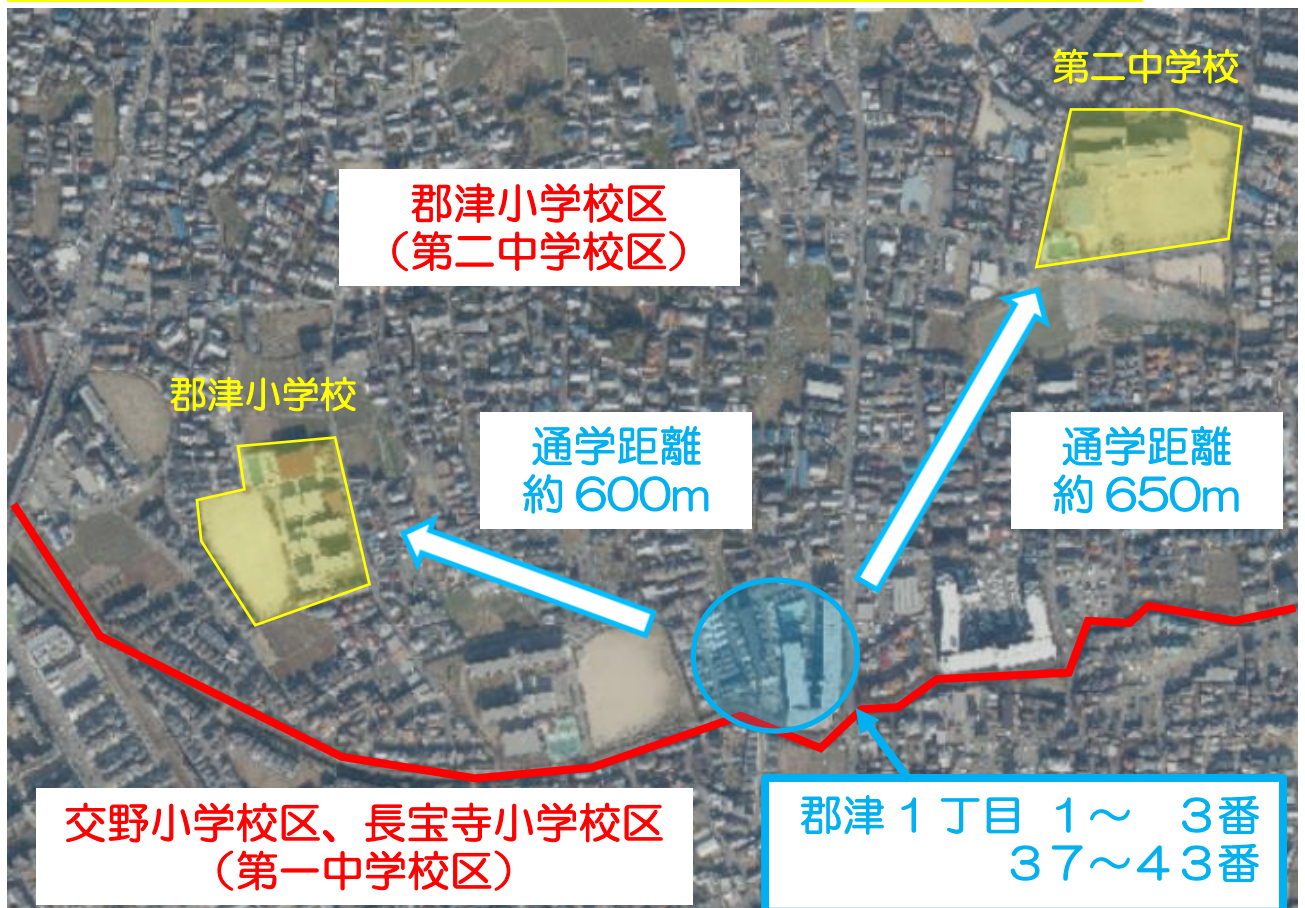 第二中学校
郡津小学校区
（第二中学校区）
郡津小学校
通学距離
約600m
通学距離
約650m
交野小学校区、長宝寺小学校区
（第一中学校区）
郡津１丁目 １～　３番
３７～４３番